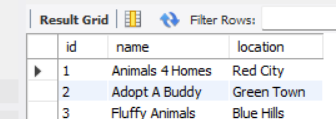 Result Grid Filter Rows:
id name location
1 Animals 4 Homes Red City
2 Adopt A Buddy Green Town
3 Fluffy Animals Blue Hills